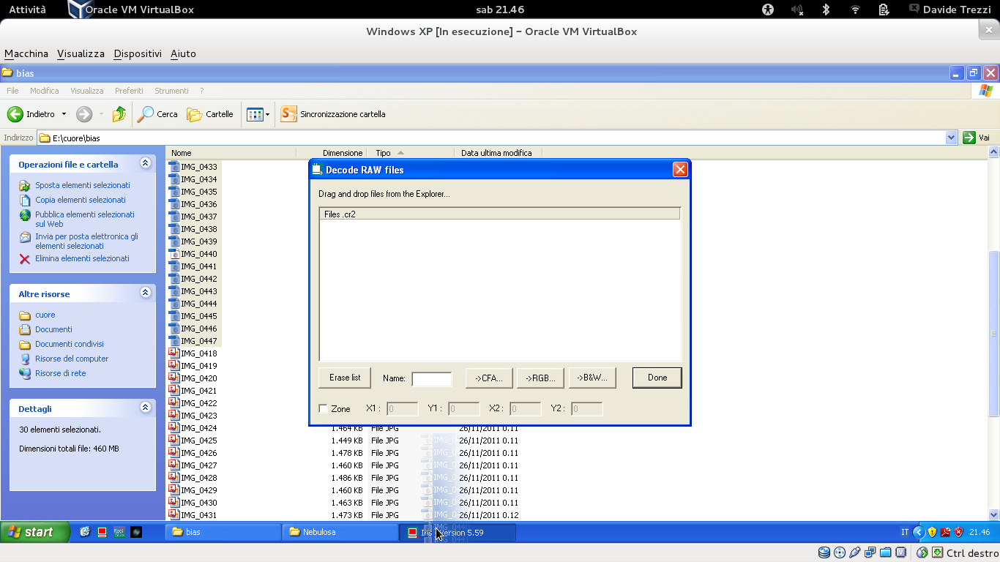 Attività Oracle VM VirtualBox sab 21.46 Davide Trezzi
Windows XP [In esecuzione] – Oracle VM VirtualBox
Macchina Visualizza Dispositivi Aiuto
bias
File Modifica Visualizza Preferiti Strumenti ?
Indietro Cerca Cartelle Sincronizzazione cartella
Indirizzo E:\cuore\bias Vai
Operazioni file e cartella
Sposta elementi selezionati
Copia elementi selezionati
Pubblica elementi selezionati
sul Web
Invia per posta elettronica gli
elementi selezionati
Elimina elementi selezionati
Altre risorse
cuore
Documenti
Documenti condivisi
Risorse del computer
Risorse di rete
Dettagli
30 elementi selezionati.
Dimensioni totali file: 460 MB
Nome Dimensione Tipo Data ultima modifica
IMG_0433
IMG_0434
IMG_0435
IMG_0436
IMG_0437
IMG_0438
IMG_0439
IMG_0440
IMG_0441
IMG_0442
IMG_0443
IMG_0444
IMG_0445
IMG_0446
IMG_0447
IMG_0418
IMG_0419
IMG_0420
IMG_0421
IMG_0422
IMG_0423
IMG_0424 1.464 KB File JPG 26/11/2011 0.11
IMG_0425 1.449 KB File JPG 26/11/2011 0.11
IMG_0426 1.478 KB File JPG 26/11/2011 0.11
IMG_0427 1.460 KB File JPG 26/11/2011 0.11
IMG_0428 1.486 KB File JPG 26/11/2011 0.11
IMG_0429 1.460 KB File JPG 26/11/2011 0.11
IMG_0430 1.463 KB File JPG 26/11/2011 0.11
IMG_0431 1.473 KB File JPG 26/11/2011 0.12
Decode RAW files
Drag and drop files from the Explorer...
Files .cr2
Erase list Name: ->CFA... ->RGB... ->B&W... Done
Zone X1 : 0 Y1 : 0 X2 : 0 Y2 : 0
start bias Nebulosa Iris Version 5.59 IT 21.46
Ctrl destro